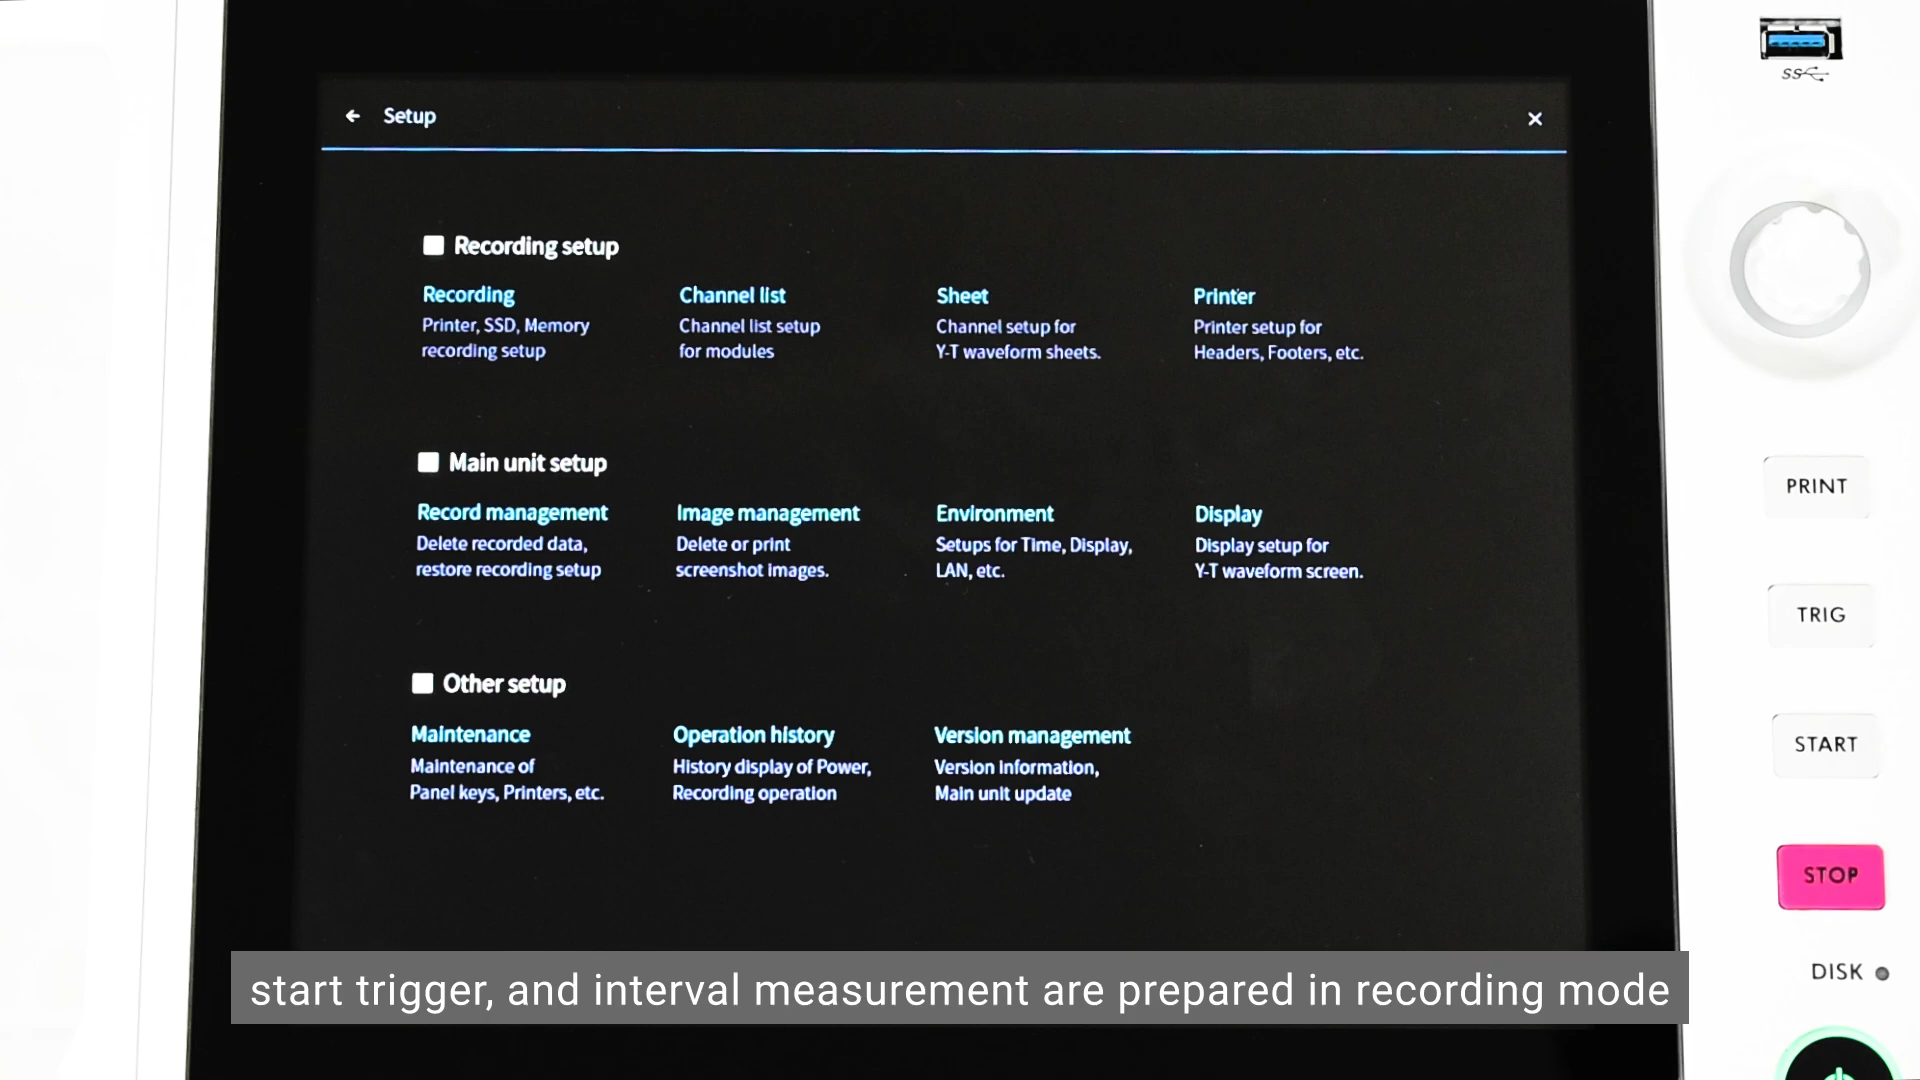 ← Setup ×
Recording setup
Recording
Printer, SSD, Memory
recording setup
Channel list
Channel list setup
for modules
Sheet
Channel setup for
Y-T waveform sheets.
Printer
Printer setup for
Headers, Footers, etc.
Main unit setup
Record management
Delete recorded data,
restore recording setup
Image management
Delete or print
screenshot images.
Environment
Setups for Time, Display,
LAN, etc.
Display
Display setup for
Y-T waveform screen.
Other setup
Maintenance
Maintenance of
Panel keys, Printers, etc.
Operation history
History display of Power,
Recording operation
Version management
Version information,
Main unit update
SS
PRINT
TRIG
START
STOP
DISK
start trigger, and interval measurement are prepared in recording mode